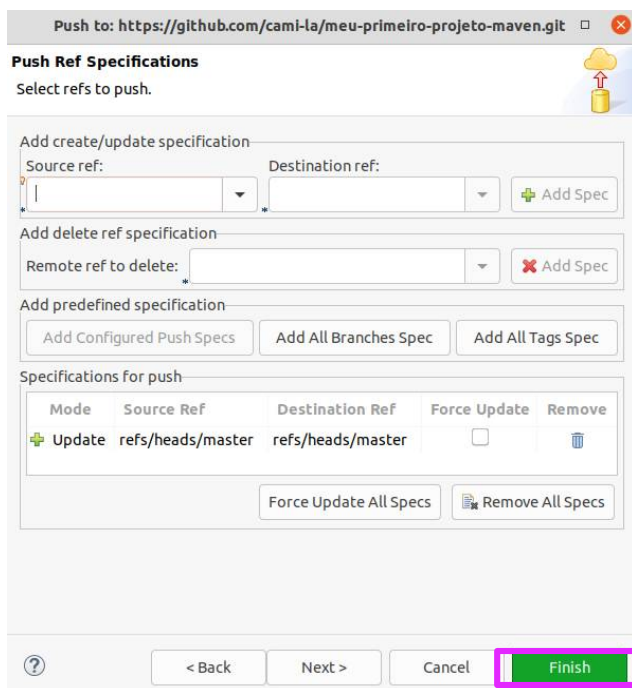 Push to: https://github.com/cami-la/meu-primeiro-projeto-maven.git
Push Ref Specifications
Select refs to push.
Add create/update specification
Source ref: Destination ref:
Add Spec
Add delete ref specification
Remote ref to delete: Add Spec
Add predefined specification
Add Configured Push Specs Add All Branches Spec Add All Tags Spec
Specifications for push
Mode Source Ref Destination Ref Force Update Remove
Update refs/heads/master refs/heads/master
Force Update All Specs Remove All Specs
? < Back Next > Cancel Finish